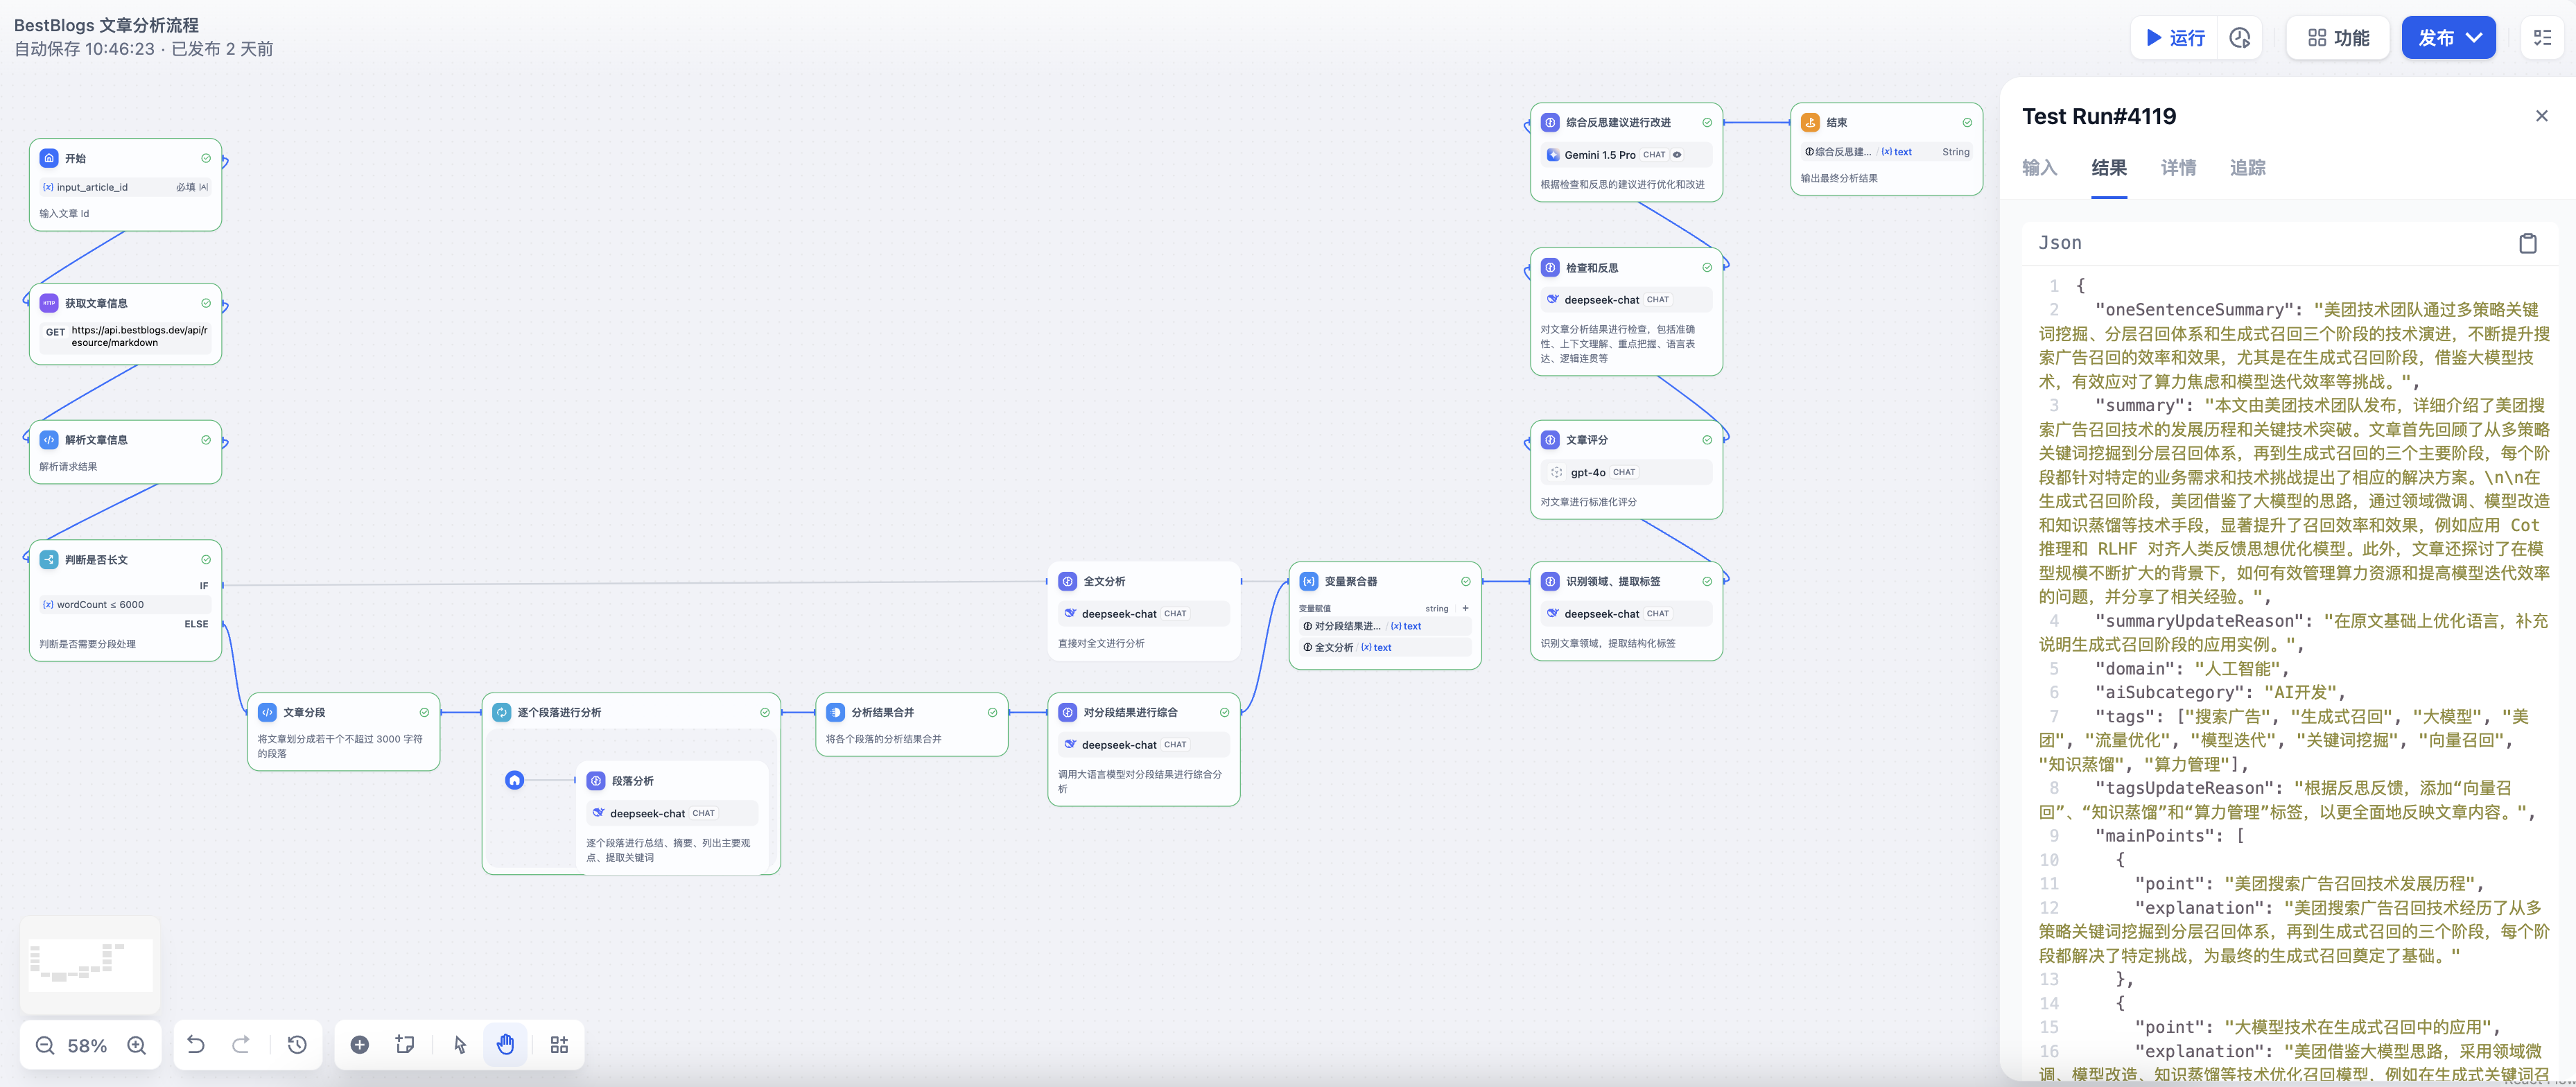 BestBlogs 文章分析流程
自动保存 10:46:23 · 已发布 2 天前
运行
功能
发布
开始
(x) input_article_id 必填
输入文章 Id
获取文章信息
GET https://api.bestblogs.dev/api/r
esource/markdown
解析文章信息
解析请求结果
判断是否长文
IF
(x) wordCount ≤ 6000
ELSE
判断是否需要分段处理
文章分段
将文章划分成若干个不超过 3000 字符
的段落
逐个段落进行分析
段落分析
deepseek-chat CHAT
逐个段落进行总结、摘要、列出主要观
点、提取关键词
分析结果合并
将各个段落的分析结果合并
对分段结果进行综合
deepseek-chat CHAT
调用大语言模型对分段结果进行综合分
析
全文分析
deepseek-chat CHAT
直接对全文进行分析
变量聚合器
变量赋值 string +
对分段结果进... / (x) text
全文分析 / (x) text
识别领域、提取标签
deepseek-chat CHAT
识别文章领域，提取结构化标签
文章评分
gpt-4o CHAT
对文章进行标准化评分
检查和反思
deepseek-chat CHAT
对文章分析结果进行检查，包括准确
性、上下文理解、重点把握、语言表
达、逻辑连贯等
综合反思建议进行改进
Gemini 1.5 Pro CHAT
根据检查和反思的建议进行优化和改进
结束
综合反思建... / (x) text String
输出最终分析结果
58%
Test Run#4119
输入 结果 详情 追踪
Json
1 {
2 "oneSentenceSummary": "美团技术团队通过多策略关键
词挖掘、分层召回体系和生成式召回三个阶段的技术演进，不断提升搜
索广告召回的效率和效果，尤其是在生成式召回阶段，借鉴大模型技
术，有效应对了算力焦虑和模型迭代效率等挑战。",
3 "summary": "本文由美团技术团队发布，详细介绍了美团搜
索广告召回技术的发展历程和关键技术突破。文章首先回顾了从多策略
关键词挖掘到分层召回体系，再到生成式召回的三个主要阶段，每个阶
段都针对特定的业务需求和技术挑战提出了相应的解决方案。\n\n在
生成式召回阶段，美团借鉴了大模型的思路，通过领域微调、模型改造
和知识蒸馏等技术手段，显著提升了召回效率和效果，例如应用 Cot
推理和 RLHF 对齐人类反馈思想优化模型。此外，文章还探讨了在模
型规模不断扩大的背景下，如何有效管理算力资源和提高模型迭代效率
的问题，并分享了相关经验。",
4 "summaryUpdateReason": "在原文基础上优化语言，补充
说明生成式召回阶段的应用实例。",
5 "domain": "人工智能",
6 "aiSubcategory": "AI开发",
7 "tags": ["搜索广告", "生成式召回", "大模型", "美
团", "流量优化", "模型迭代", "关键词挖掘", "向量召回",
"知识蒸馏", "算力管理"],
8 "tagsUpdateReason": "根据反思反馈，添加“向量召
回”、“知识蒸馏”和“算力管理”标签，以更全面地反映文章内容。",
9 "mainPoints": [
10 {
11 "point": "美团搜索广告召回技术发展历程",
12 "explanation": "美团搜索广告召回技术经历了从多
策略关键词挖掘到分层召回体系，再到生成式召回的三个阶段，每个阶
段都解决了特定挑战，为最终的生成式召回奠定了基础。"
13 },
14 {
15 "point": "大模型技术在生成式召回中的应用",
16 "explanation": "美团借鉴大模型思路，采用领域微
调、模型改造、知识蒸馏等技术优化召回模型，例如在生成式关键词召